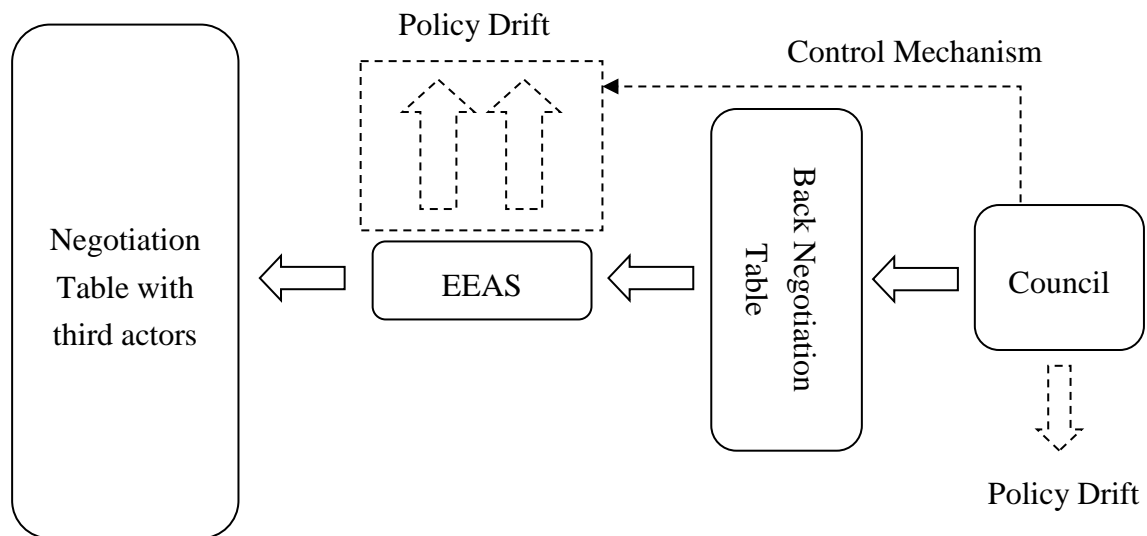 Policy Drift
Control Mechanism
Negotiation
Table with
third actors
EEAS
Back Negotiation
Table
Council
Policy Drift